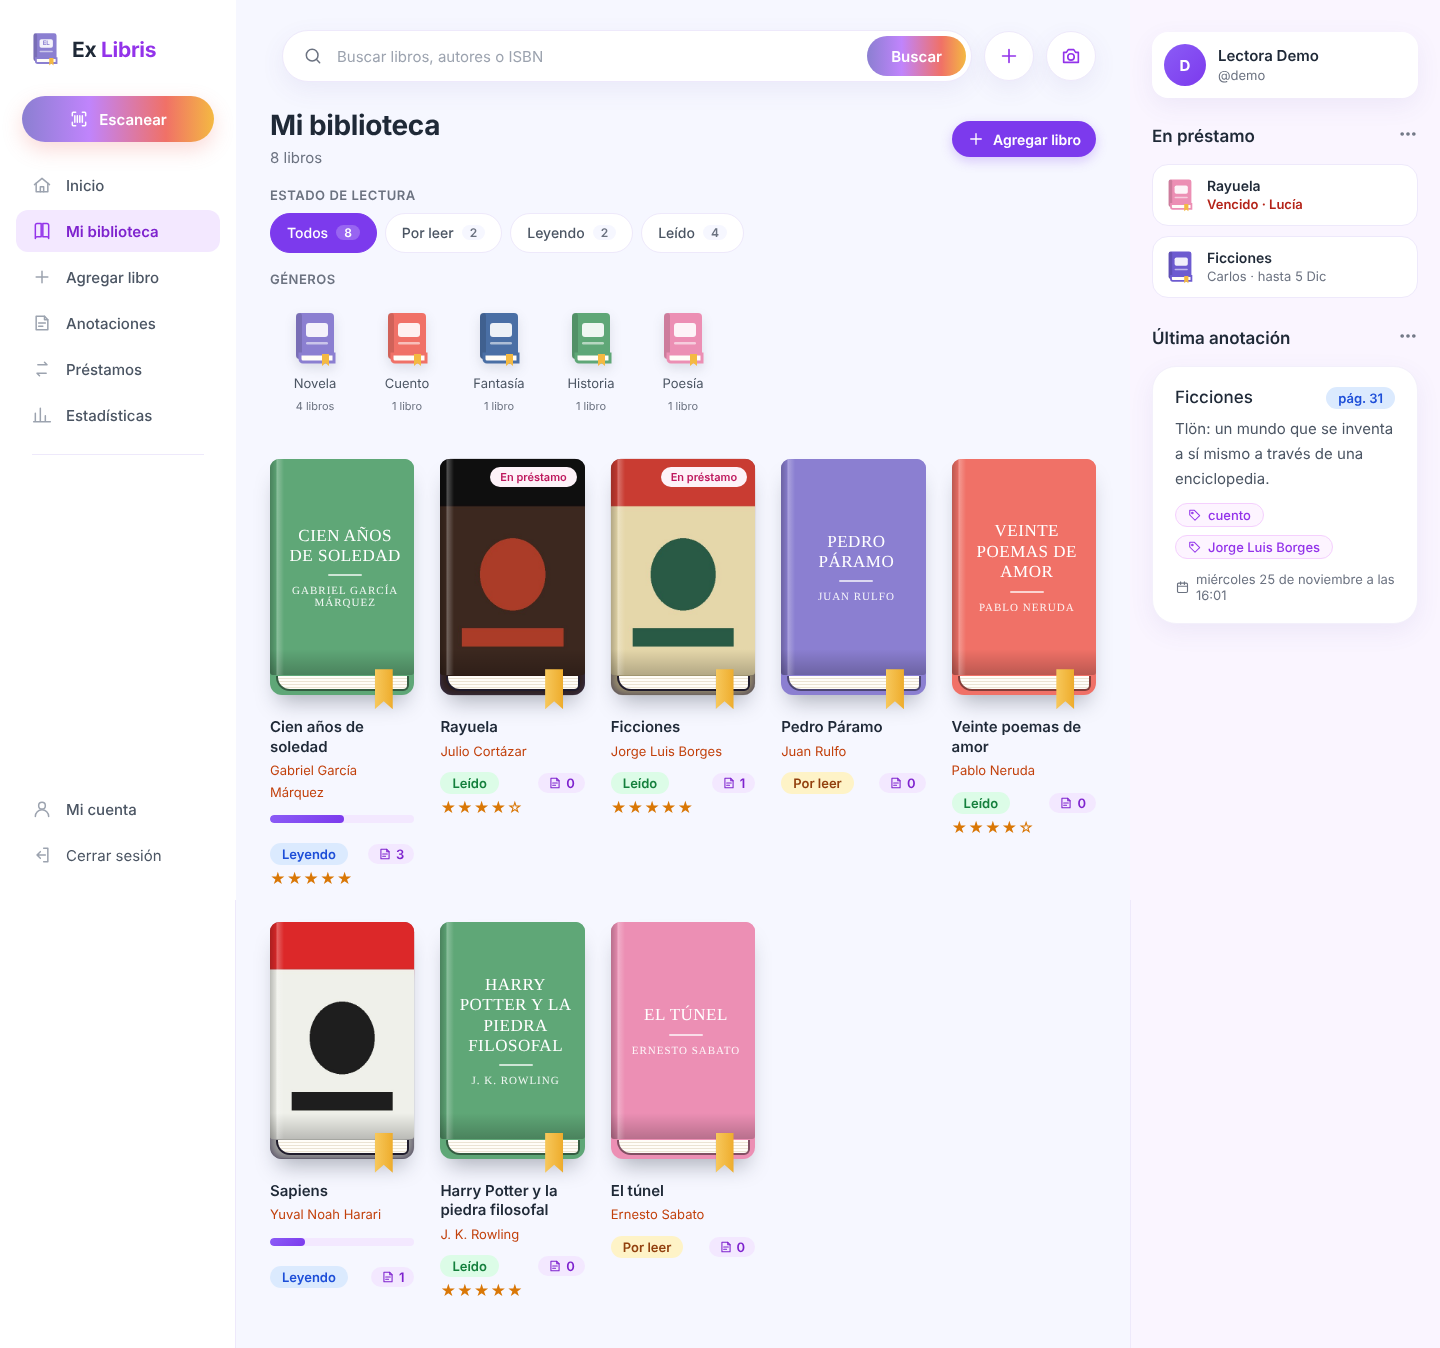 EL
Ex Libris
Escanear
Inicio
Mi biblioteca
Agregar libro
Anotaciones
Préstamos
Estadísticas
Mi cuenta
Cerrar sesión
Buscar libros, autores o ISBN
Buscar
Mi biblioteca
8 libros
Agregar libro
ESTADO DE LECTURA
Todos 8
Por leer 2
Leyendo 2
Leído 4
GÉNEROS
Novela
4 libros
Cuento
1 libro
Fantasía
1 libro
Historia
1 libro
Poesía
1 libro
CIEN AÑOS
DE SOLEDAD
GABRIEL GARCÍA
MÁRQUEZ
Cien años de
soledad
Gabriel García
Márquez
Leyendo 3
★★★★★
En préstamo
Rayuela
Julio Cortázar
Leído 0
★★★★☆
En préstamo
Ficciones
Jorge Luis Borges
Leído 1
★★★★★
PEDRO
PÁRAMO
JUAN RULFO
Pedro Páramo
Juan Rulfo
Por leer 0
VEINTE
POEMAS DE
AMOR
PABLO NERUDA
Veinte poemas de
amor
Pablo Neruda
Leído 0
★★★★☆
Sapiens
Yuval Noah Harari
Leyendo 1
HARRY
POTTER Y LA
PIEDRA
FILOSOFAL
J. K. ROWLING
Harry Potter y la
piedra filosofal
J. K. Rowling
Leído 0
★★★★★
EL TÚNEL
ERNESTO SABATO
El túnel
Ernesto Sabato
Por leer 0
D
Lectora Demo
@demo
En préstamo
Rayuela
Vencido · Lucía
Ficciones
Carlos · hasta 5 Dic
Última anotación
Ficciones
pág. 31
Tlön: un mundo que se inventa
a sí mismo a través de una
enciclopedia.
cuento
Jorge Luis Borges
miércoles 25 de noviembre a las
16:01